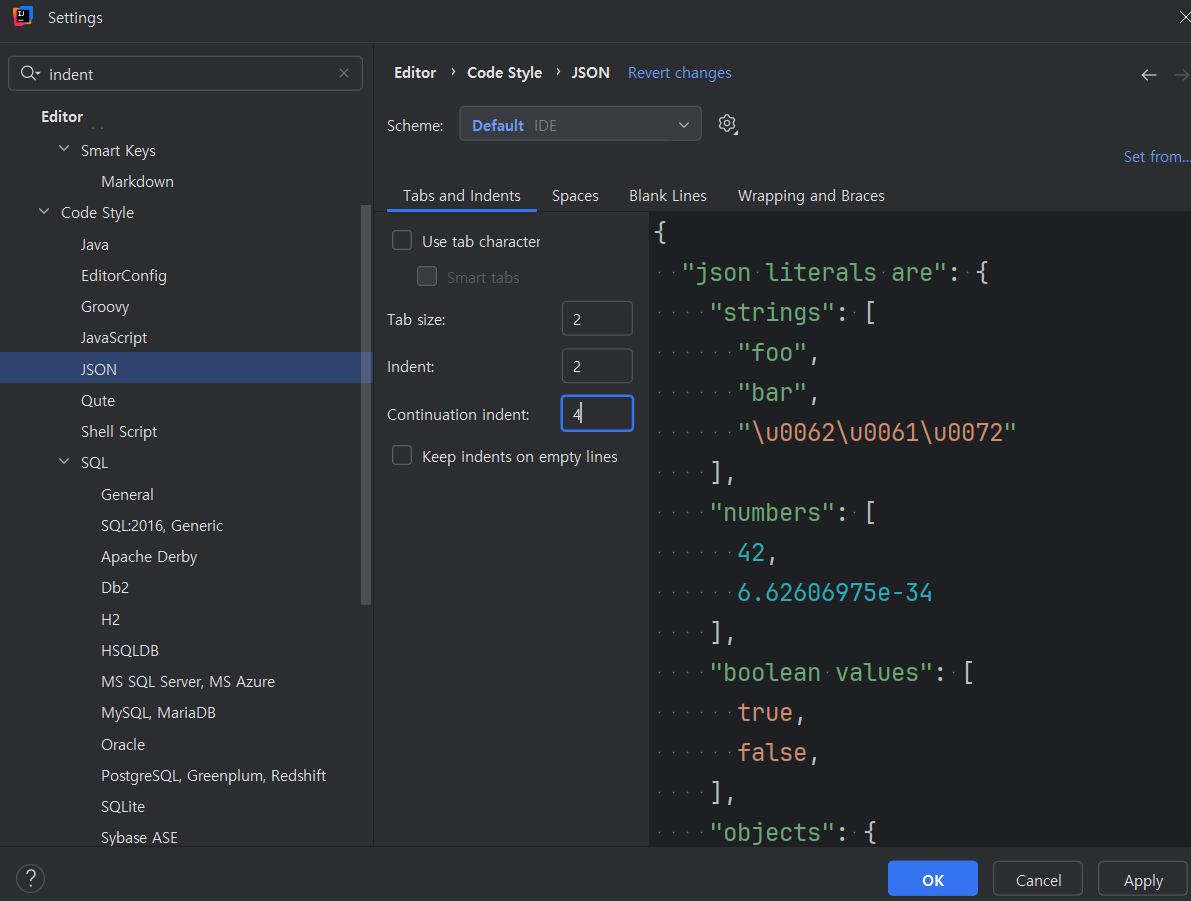 Settings
indent
Editor
Smart Keys
Markdown
Code Style
Java
EditorConfig
Groovy
JavaScript
JSON
Qute
Shell Script
SQL
General
SQL:2016, Generic
Apache Derby
Db2
H2
HSQLDB
MS SQL Server, MS Azure
MySQL, MariaDB
Oracle
PostgreSQL, Greenplum, Redshift
SQLite
Sybase ASE
Editor › Code Style › JSON Revert changes
Scheme: Default IDE
Set from...
Tabs and Indents Spaces Blank Lines Wrapping and Braces
Use tab character
Smart tabs
Tab size: 2
Indent: 2
Continuation indent: 4
Keep indents on empty lines
{
  "json literals are": {
    "strings": [
      "foo",
      "bar",
      "\u0062\u0061\u0072"
    ],
    "numbers": [
      42,
      6.62606975e-34
    ],
    "boolean values": [
      true,
      false,
    ],
    "objects": {
?
OK Cancel Apply